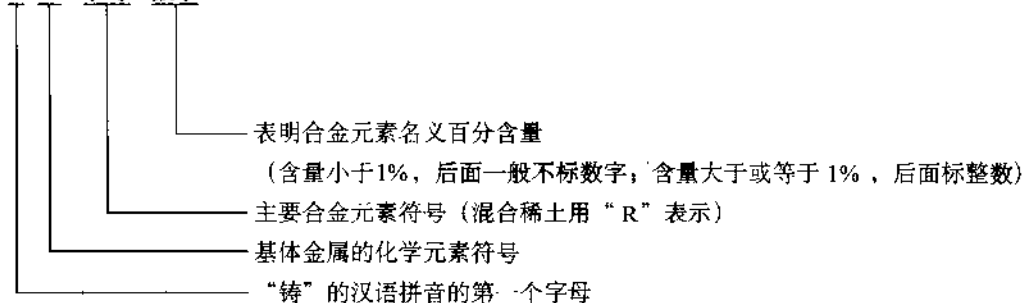 表明合金元素名义百分含量
（含量小于1%，后面一般不标数字；含量大于或等于 1% ，后面标整数）
主要合金元素符号（混合稀土用“R”表示）
基体金属的化学元素符号
“铸”的汉语拼音的第一个字母